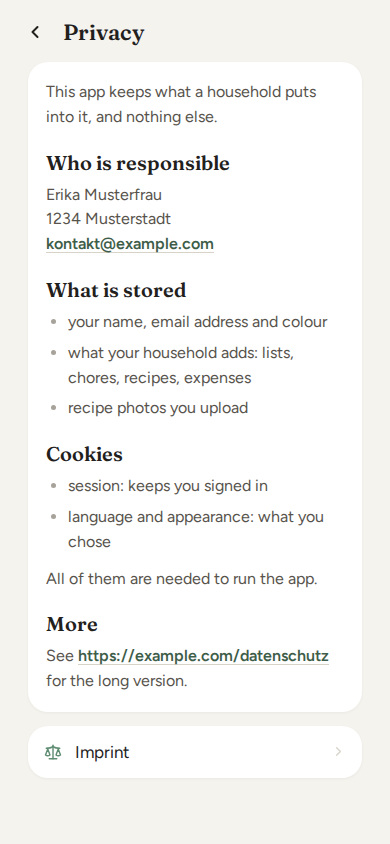 Privacy
This app keeps what a household puts
into it, and nothing else.
Who is responsible
Erika Musterfrau
1234 Musterstadt
kontakt@example.com
What is stored
• your name, email address and colour
• what your household adds: lists,
chores, recipes, expenses
• recipe photos you upload
Cookies
• session: keeps you signed in
• language and appearance: what you
chose
All of them are needed to run the app.
More
See https://example.com/datenschutz
for the long version.
Imprint